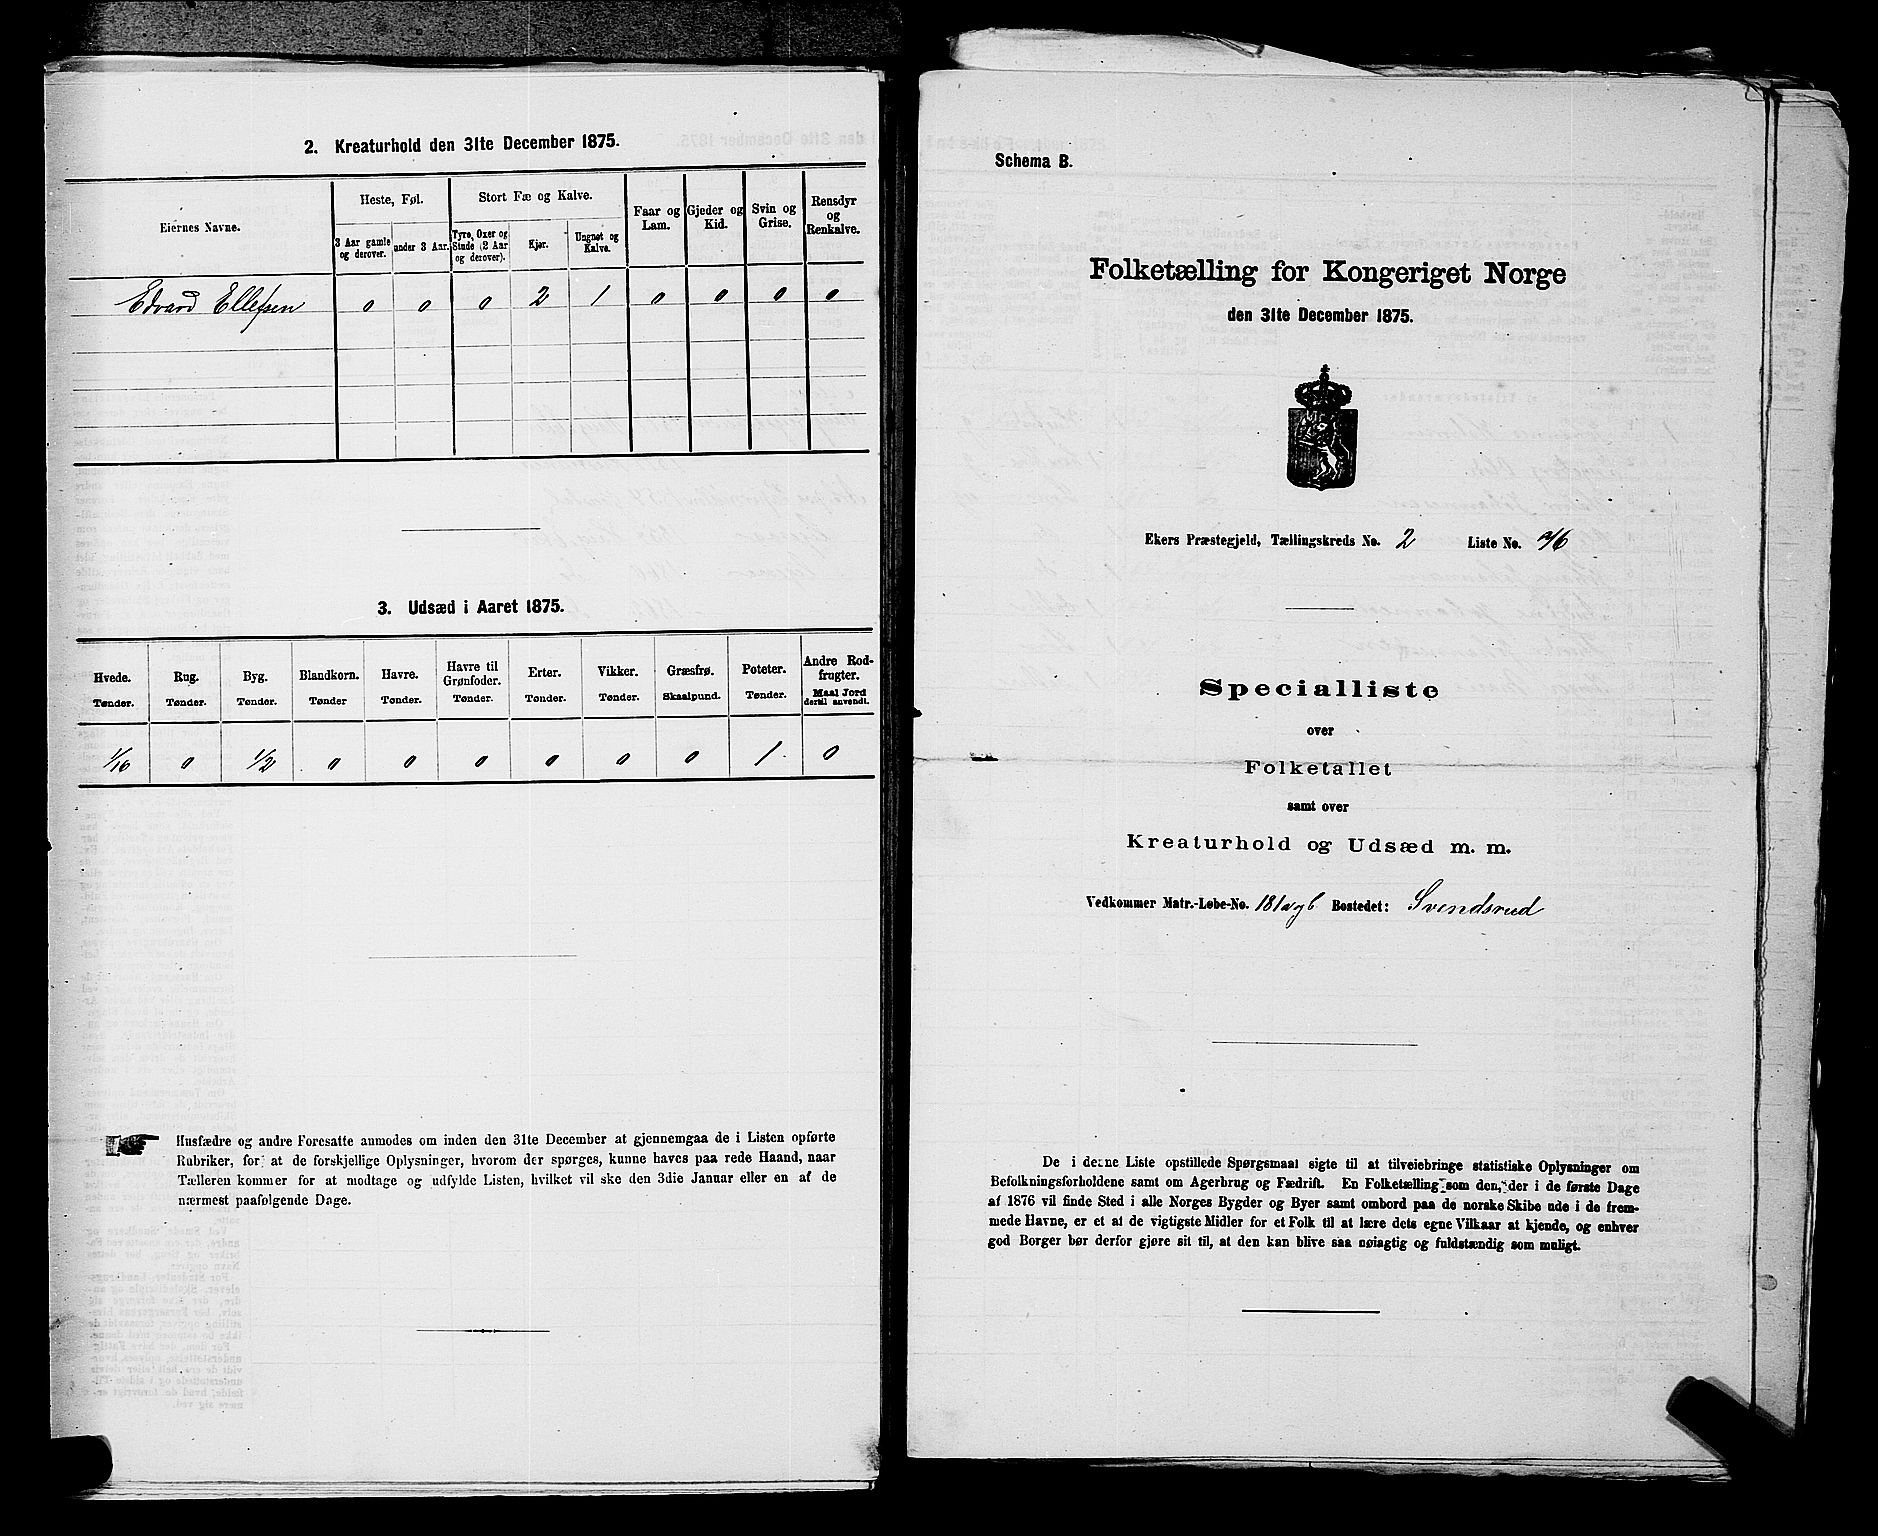 2. Kreaturhold den 31te December 1875.
Eiernes Navne.
Heste, Føl.
Stort Fæ og Kalve.
Faar og Lam.
Gjeder og Kid.
Svin og Grise.
Rensdyr og Renkalve.
3 Aar gamle og derover.
under 3 Aar.
Tyre, Oxer og Stude (2 Aar og derover).
Kjør.
Ungnøt og Kalve.
Edvard Ellefsen 0 0 0 2 1 0 0 0 0
3. Udsæd i Aaret 1875.
Hvede. Rug. Byg. Blandkorn. Havre. Havre til Grønfoder. Erter. Vikker. Græsfrø. Poteter. Andre Rodfrugter.
Tønder. Tønder. Tønder. Tønder Tønder. Tønder. Tønder. Tønder. Skaalpund. Tønder. Maal Jord dertil anvendt.
1/16 0 1/2 0 0 0 0 0 0 1 0
Husfædre og andre Foresatte anmodes om inden den 31te December at gjennemgaa de i Listen opførte
Rubriker, for at de forskjellige Oplysninger, hvorom der spørges, kunne haves paa rede Haand, naar
Tælleren kommer for at modtage og udfylde Listen, hvilket vil ske den 3die Januar eller en af de
nærmest paafølgende Dage.
Schema B.
Folketælling for Kongeriget Norge
den 31te December 1875.
Ekers Præstegjeld, Tællingskreds No. 2 Liste No.
Specialliste
over
Folketallet
samt over
Kreaturhold og Udsæd m. m.
Vedkommer Matr.-Løbe-No. 181 Bostedet: Svendsrud
De i denne Liste opstillede Spørgsmaal sigte til at tilveiebringe statistiske Oplysninger om
Befolkningsforholdene samt om Agerbrug og Fædrift. En Folketælling som den, der i de første Dage
af 1876 vil finde Sted i alle Norges Bygder og Byer samt ombord paa de norske Skibe ude i de frem-
mede Havne, er et af de vigtigste Midler for et Folk til at lære dets egne Vilkaar at kjende, og enhver
god Borger bør derfor gjøre sit til, at den kan blive saa nøiagtig og fuldstændig som muligt.